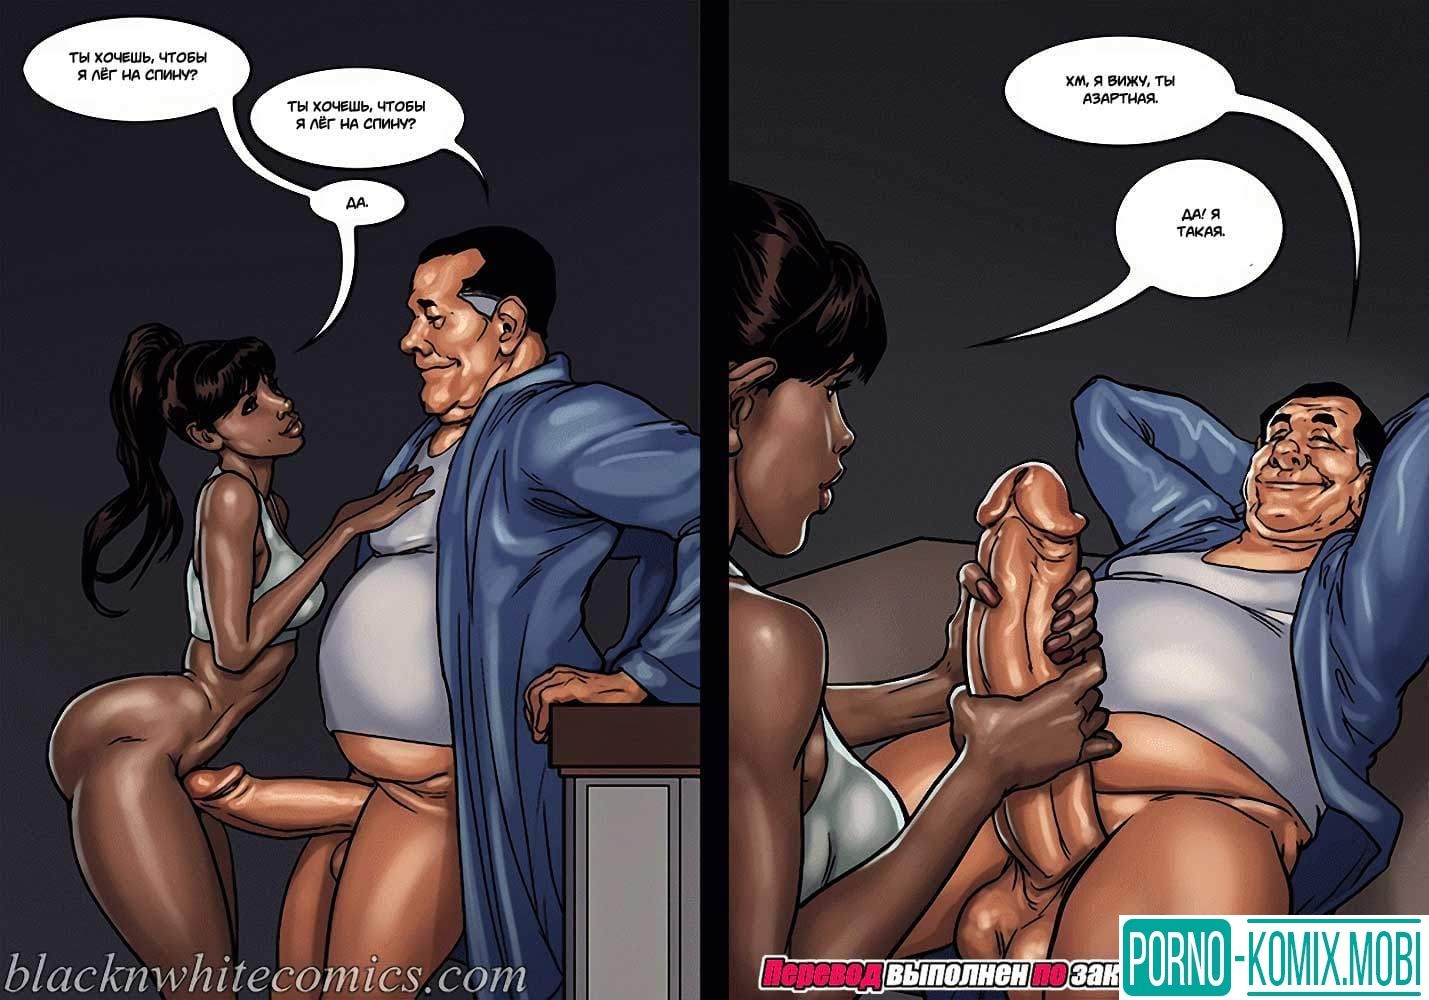 ТЫ ХОЧЕШЬ, ЧТОБЫ
Я ЛЁГ НА СПИНУ?
ТЫ ХОЧЕШЬ, ЧТОБЫ
Я ЛЁГ НА СПИНУ?
ДА.
ХМ, Я ВИЖУ, ТЫ
АЗАРТНАЯ.
ДА! Я
ТАКАЯ.
blacknwhitecomics.com
Перевод выполнен по зак
PORNO-KOMIX.MOBI